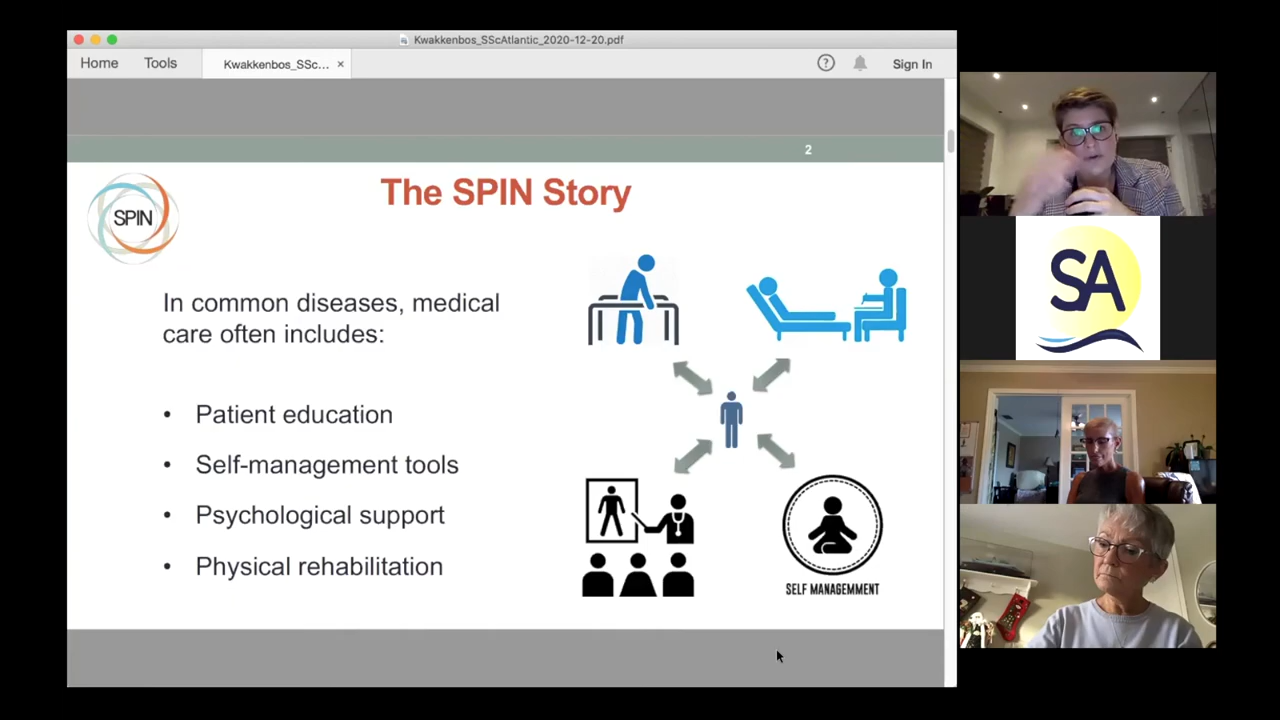 Kwakkenbos_SScAtlantic_2020-12-20.pdf
Home
Tools
Kwakkenbos_SSc... ×
?
Sign In
2
SPIN
The SPIN Story
In common diseases, medical
care often includes:
• Patient education
• Self-management tools
• Psychological support
• Physical rehabilitation
SELF MANAGEMMENT
SA